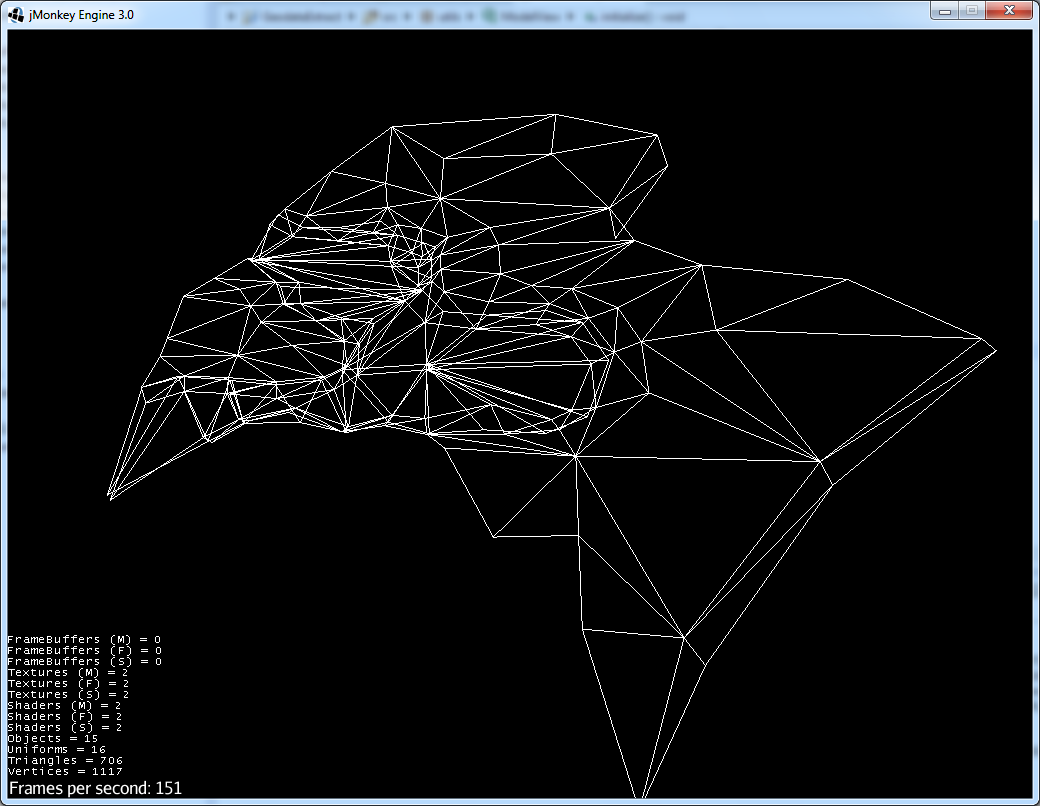 jMonkey Engine 3.0
FrameBuffers (M) = 0
FrameBuffers (F) = 0
FrameBuffers (S) = 0
Textures (M) = 2
Textures (F) = 2
Textures (S) = 2
Shaders (M) = 2
Shaders (F) = 2
Shaders (S) = 2
Objects = 15
Uniforms = 16
Triangles = 706
Vertices = 1117
Frames per second: 151